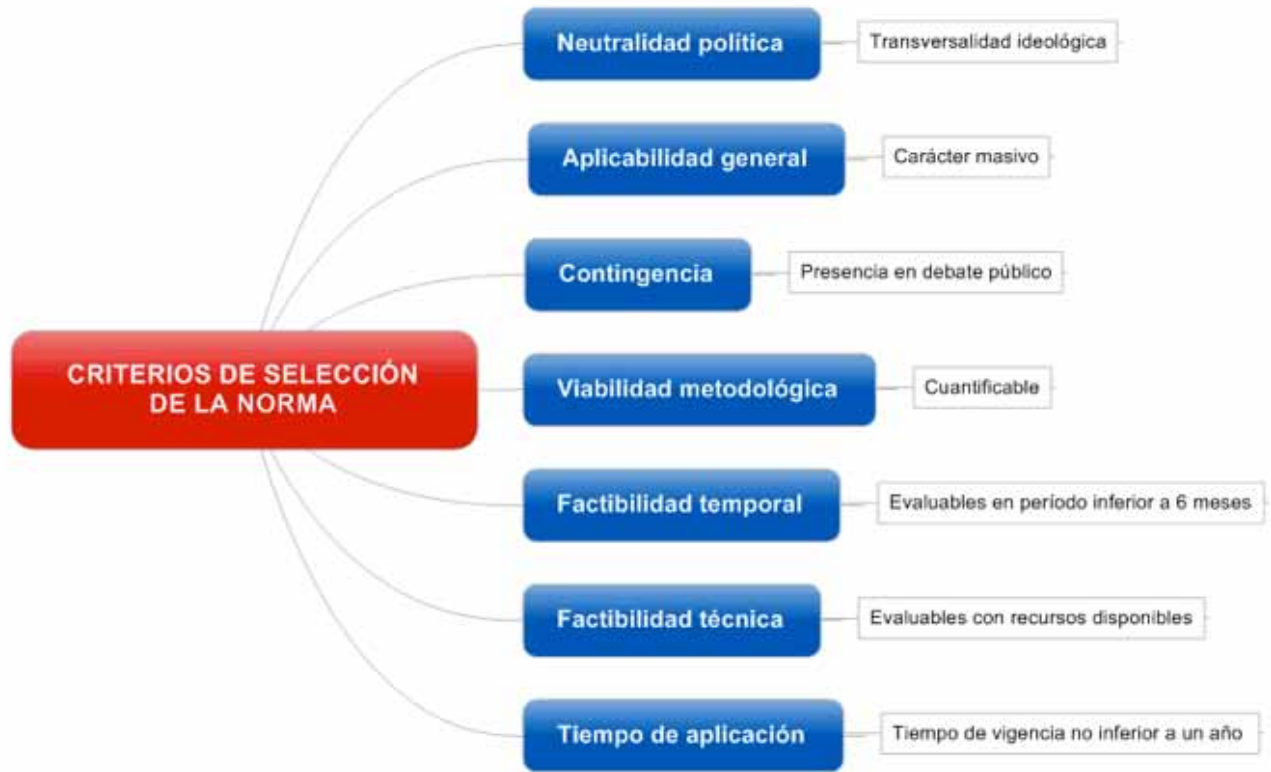 Neutralidad política
Transversalidad ideológica
Aplicabilidad general
Carácter masivo
Contingencia
Presencia en debate público
CRITERIOS DE SELECCIÓN
DE LA NORMA
Viabilidad metodológica
Cuantificable
Factibilidad temporal
Evaluables en período inferior a 6 meses
Factibilidad técnica
Evaluables con recursos disponibles
Tiempo de aplicación
Tiempo de vigencia no inferior a un año